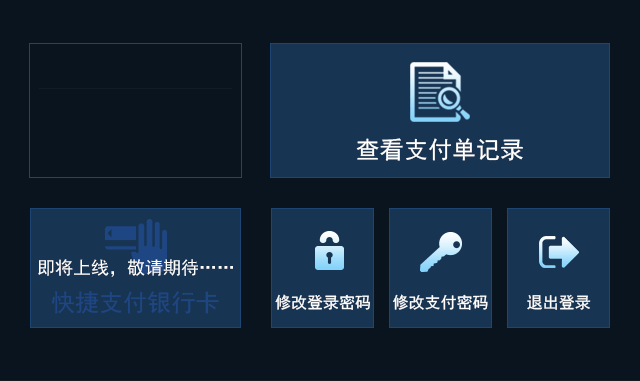 查看支付单记录
即将上线，敬请期待……
快捷支付银行卡
修改登录密码
修改支付密码
退出登录